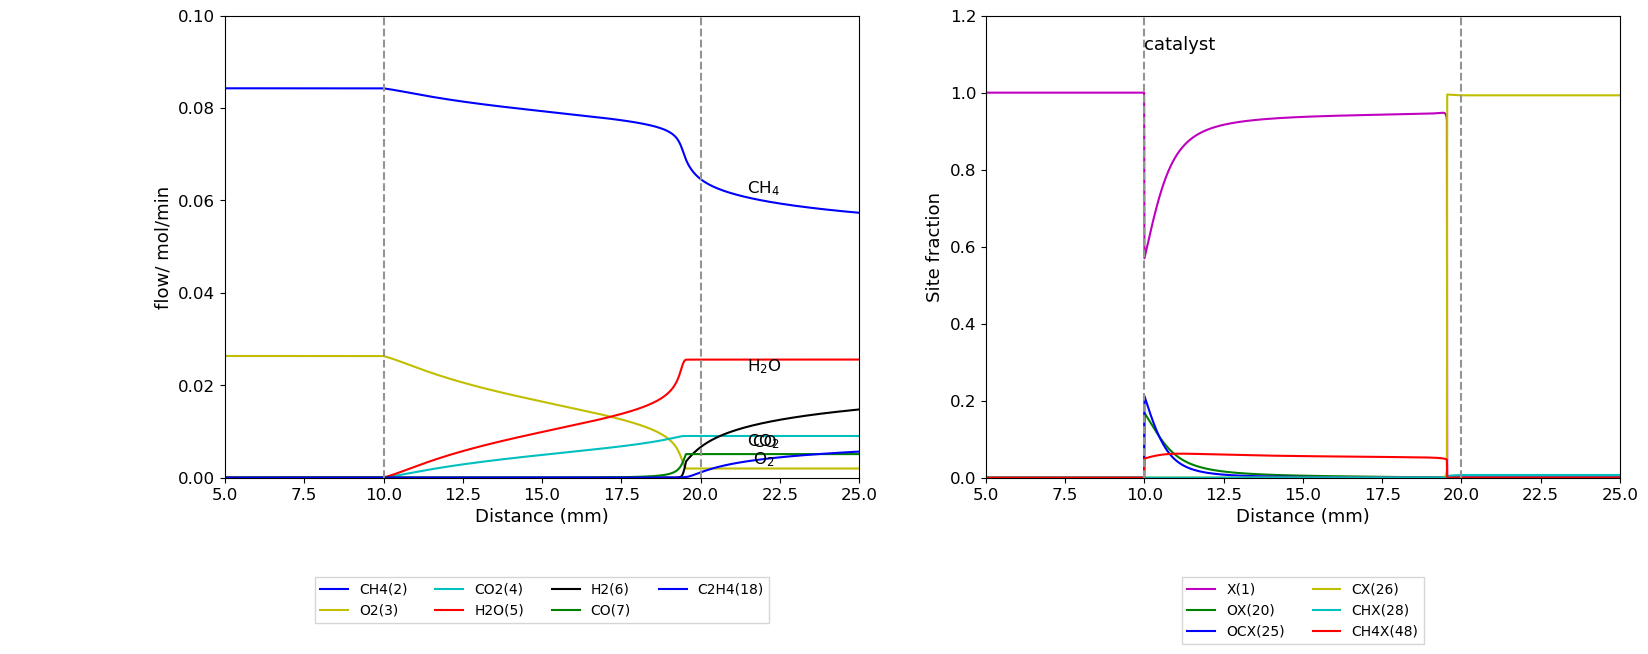 0.10
0.08
0.06
0.04
0.02
0.00
flow/ mol/min
CH₄
H₂O
CO₂
CO
O₂
5.0 7.5 10.0 12.5 15.0 17.5 20.0 22.5 25.0
Distance (mm)
CH4(2) CO2(4) H2(6) C2H4(18)
O2(3) H2O(5) CO(7)
1.2
1.0
0.8
0.6
0.4
0.2
0.0
Site fraction
catalyst
5.0 7.5 10.0 12.5 15.0 17.5 20.0 22.5 25.0
Distance (mm)
X(1) CX(26)
OX(20) CHX(28)
OCX(25) CH4X(48)